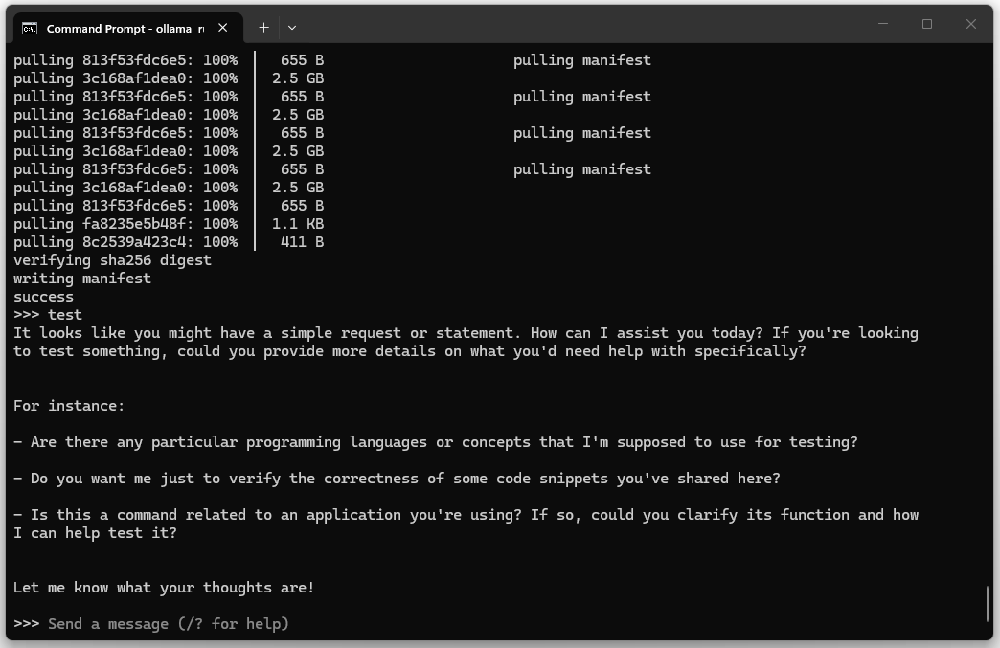 Command Prompt - ollama r
pulling 813f53fdc6e5: 100% 655 B pulling manifest
pulling 3c168af1dea0: 100% 2.5 GB
pulling 813f53fdc6e5: 100% 655 B pulling manifest
pulling 3c168af1dea0: 100% 2.5 GB
pulling 813f53fdc6e5: 100% 655 B pulling manifest
pulling 3c168af1dea0: 100% 2.5 GB
pulling 813f53fdc6e5: 100% 655 B pulling manifest
pulling 3c168af1dea0: 100% 2.5 GB
pulling 813f53fdc6e5: 100% 655 B
pulling fa8235e5b48f: 100% 1.1 KB
pulling 8c2539a423c4: 100% 411 B
verifying sha256 digest
writing manifest
success
>>> test
It looks like you might have a simple request or statement. How can I assist you today? If you're looking
to test something, could you provide more details on what you'd need help with specifically?
For instance:
- Are there any particular programming languages or concepts that I'm supposed to use for testing?
- Do you want me just to verify the correctness of some code snippets you've shared here?
- Is this a command related to an application you're using? If so, could you clarify its function and how
I can help test it?
Let me know what your thoughts are!
>>> Send a message (/? for help)